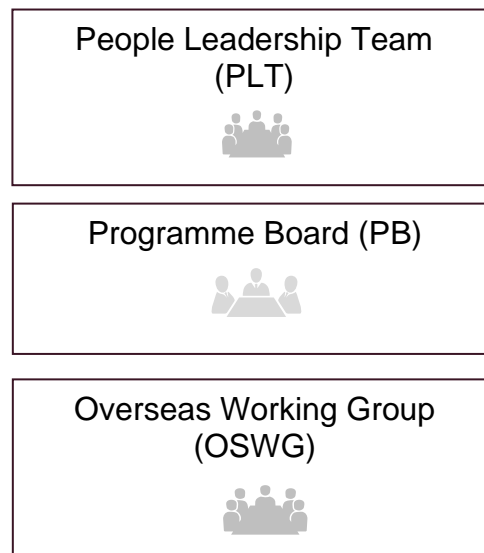 People Leadership Team
(PLT)
Programme Board (PB)
Overseas Working Group
(OSWG)